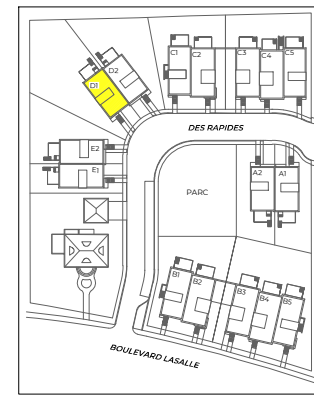 C1 C2 C3 C4 C5
D2
D1
DES RAPIDES
E2
E1
A2 A1
PARC
B1
B2
B3
B4
B5
BOULEVARD LASALLE